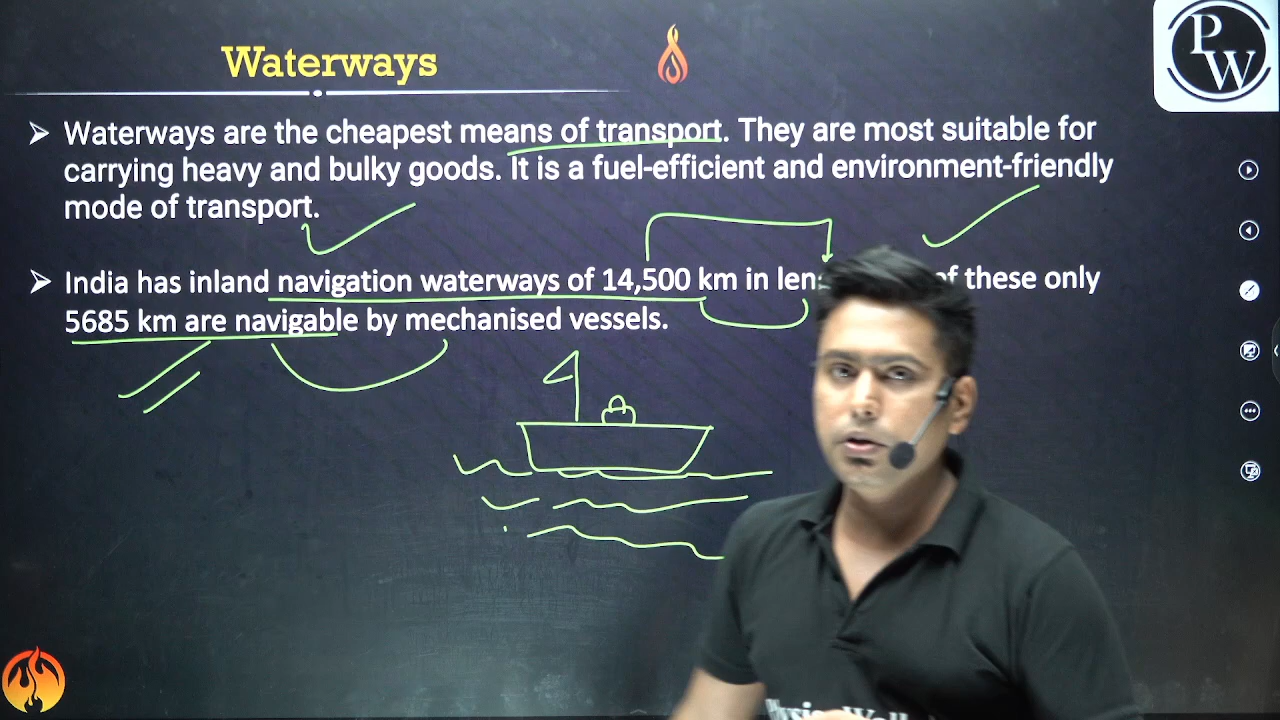 Waterways
PW
➤ Waterways are the cheapest means of transport. They are most suitable for
carrying heavy and bulky goods. It is a fuel-efficient and environment-friendly
mode of transport.
➤ India has inland navigation waterways of 14,500 km in len of these only
5685 km are navigable by mechanised vessels.